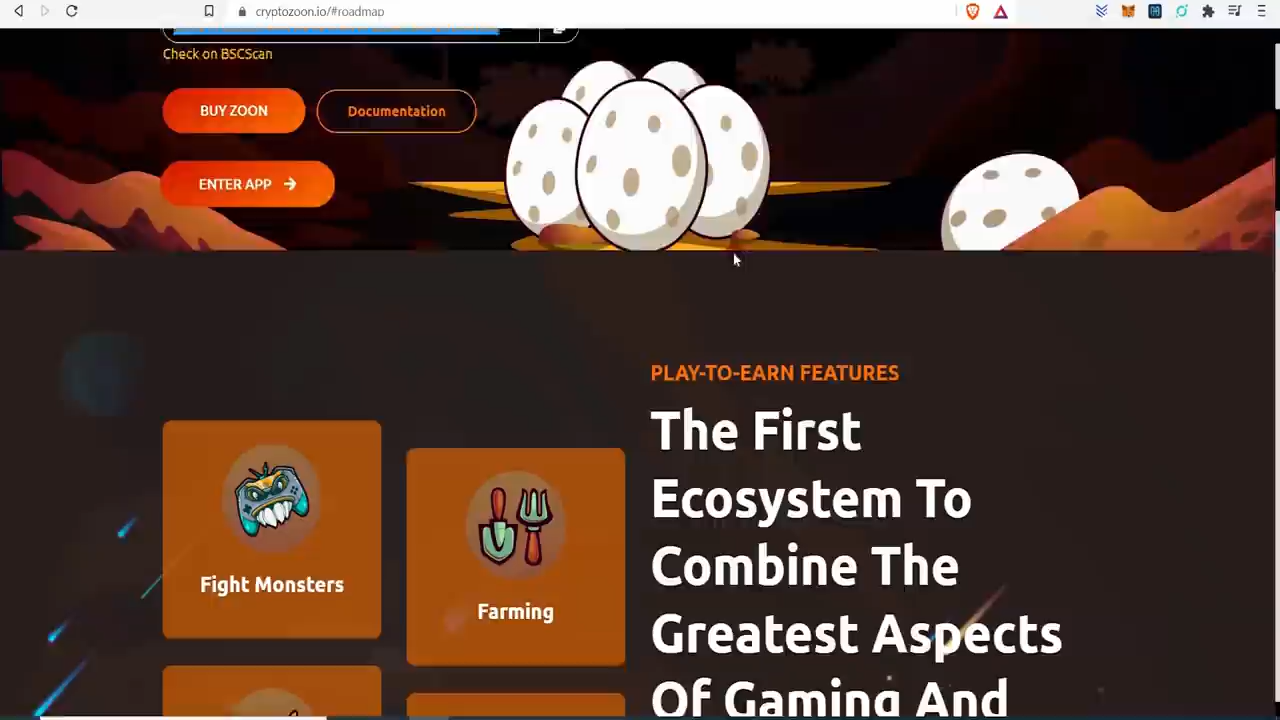 cryptozoon.io/#roadmap
Check on BSCScan
BUY ZOON
Documentation
ENTER APP
PLAY-TO-EARN FEATURES
The First
Ecosystem To
Combine The
Greatest Aspects
Of Gaming And
Fight Monsters
Farming